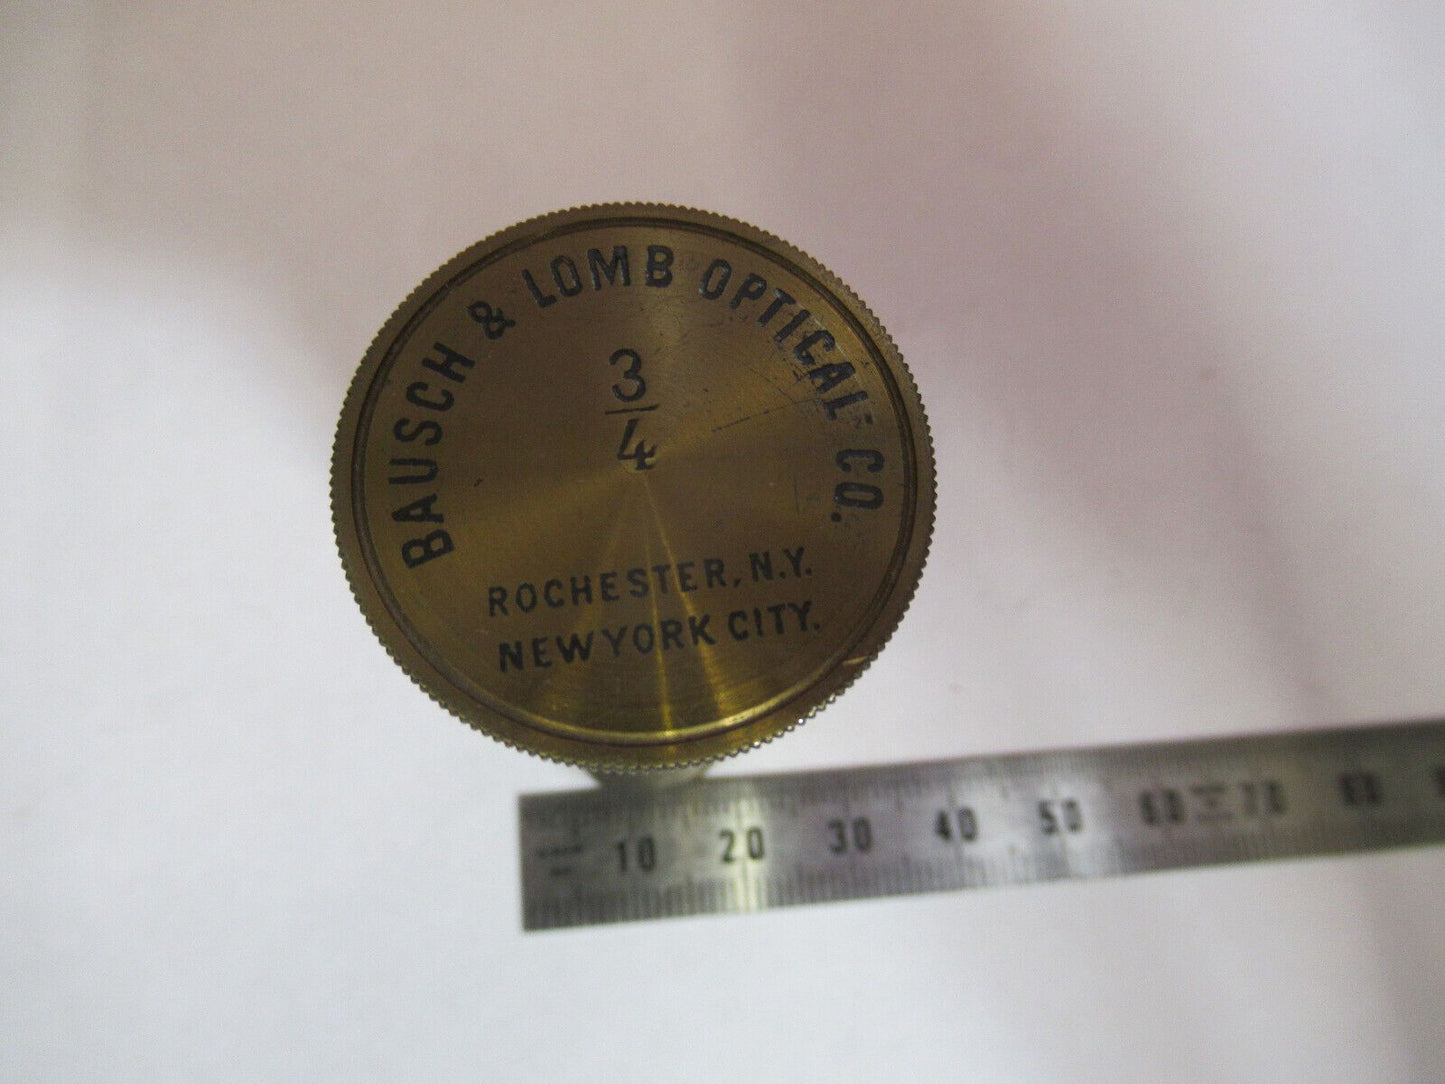 BAUSCH & LOMB OPTICAL CO.
3/4
ROCHESTER, N.Y.
NEW YORK CITY.
10 20 30 40 50 60 70 80